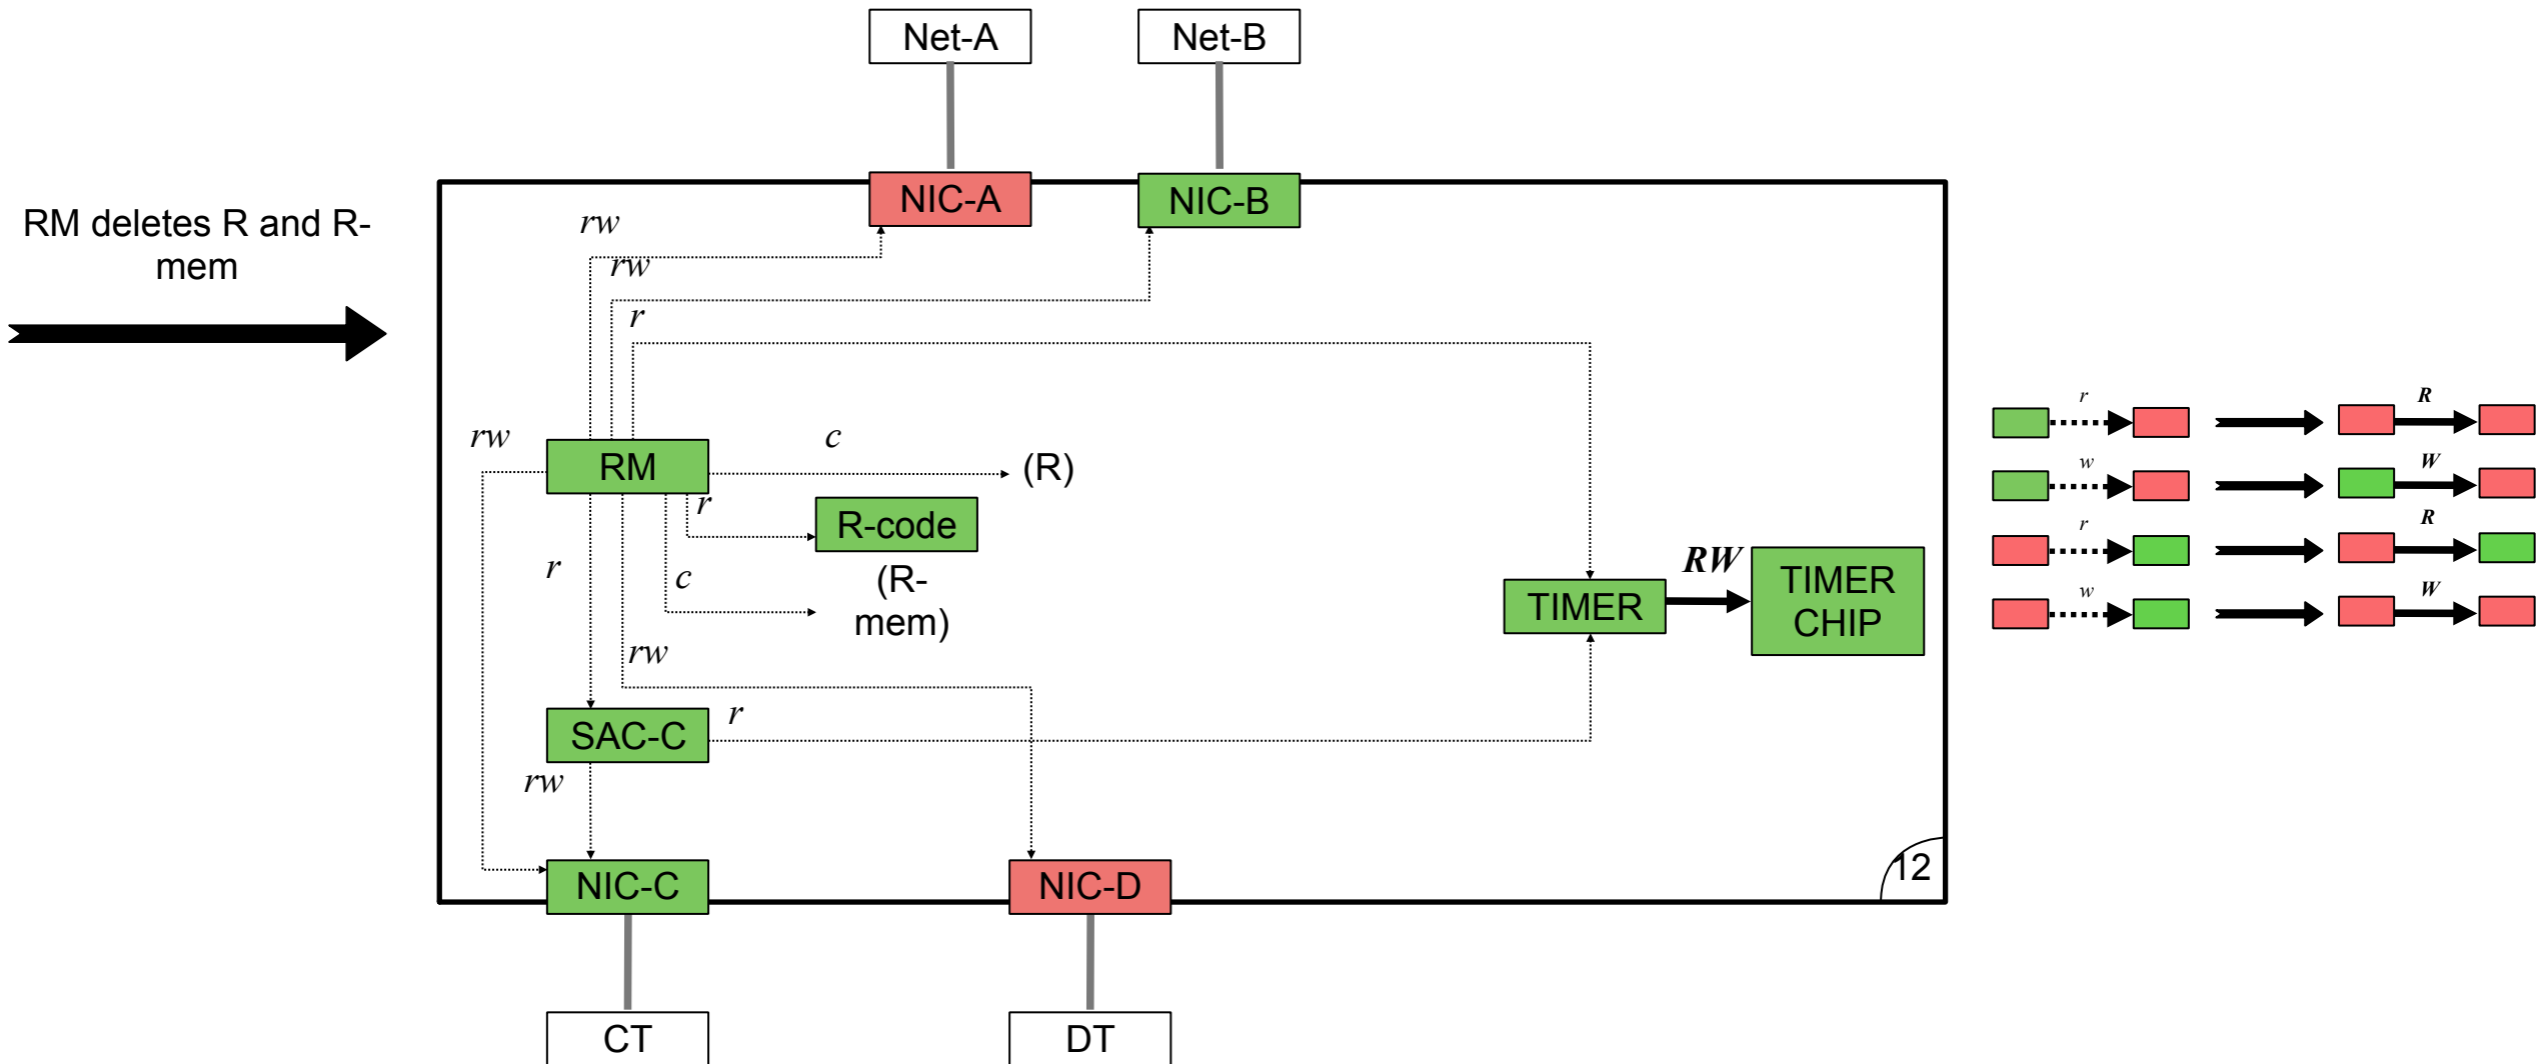 Net-A
Net-B
NIC-A
NIC-B
RM deletes R and R-
mem
rw
rw
r
rw
RM
c
(R)
r
R-code
(R-
mem)
r
c
rw
RW
TIMER
TIMER
CHIP
SAC-C
r
rw
NIC-C
NIC-D
12
CT
DT
r
R
w
W
r
R
w
W